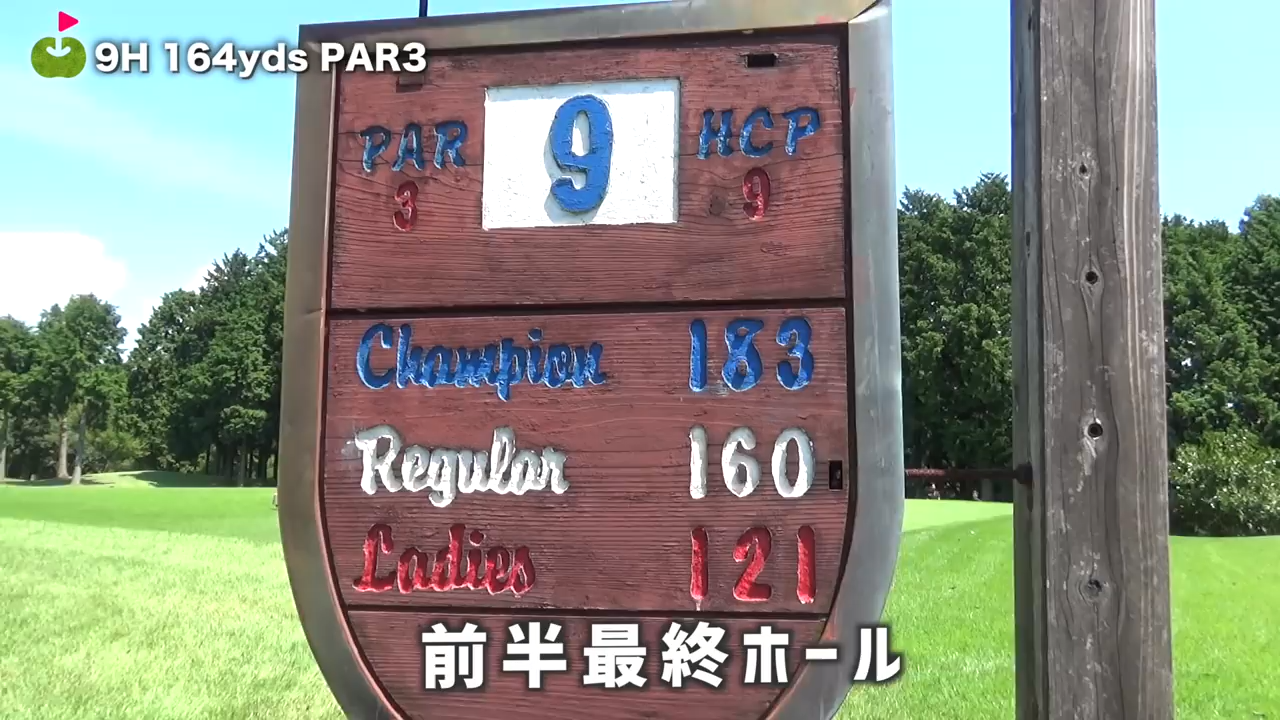 9H 164yds PAR3
PAR 9 HCP
3 9
Champion 183
Regular 160
Ladies 121
前半最終ホール